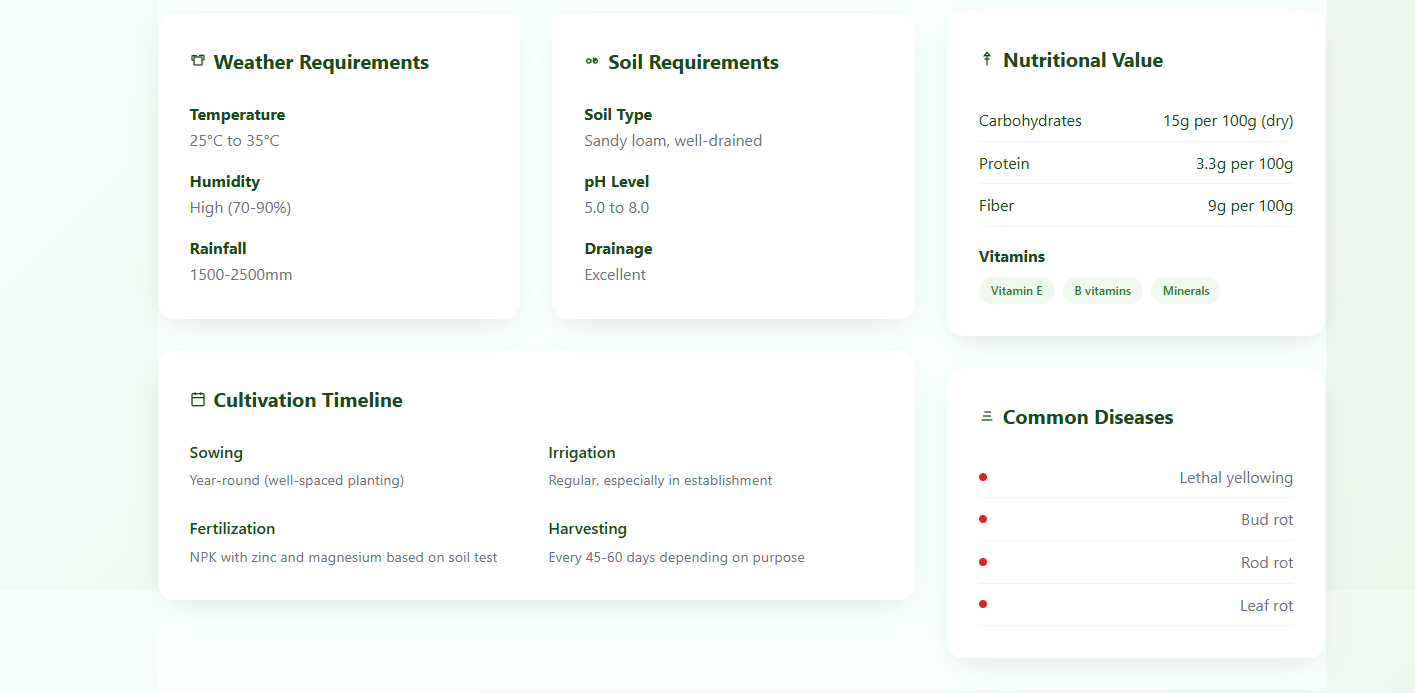 Weather Requirements
Temperature
25°C to 35°C
Humidity
High (70-90%)
Rainfall
1500-2500mm
Soil Requirements
Soil Type
Sandy loam, well-drained
pH Level
5.0 to 8.0
Drainage
Excellent
Nutritional Value
Carbohydrates 15g per 100g (dry)
Protein 3.3g per 100g
Fiber 9g per 100g
Vitamins
Vitamin E B vitamins Minerals
Cultivation Timeline
Sowing
Year-round (well-spaced planting)
Irrigation
Regular, especially in establishment
Fertilization
NPK with zinc and magnesium based on soil test
Harvesting
Every 45-60 days depending on purpose
Common Diseases
Lethal yellowing
Bud rot
Rod rot
Leaf rot